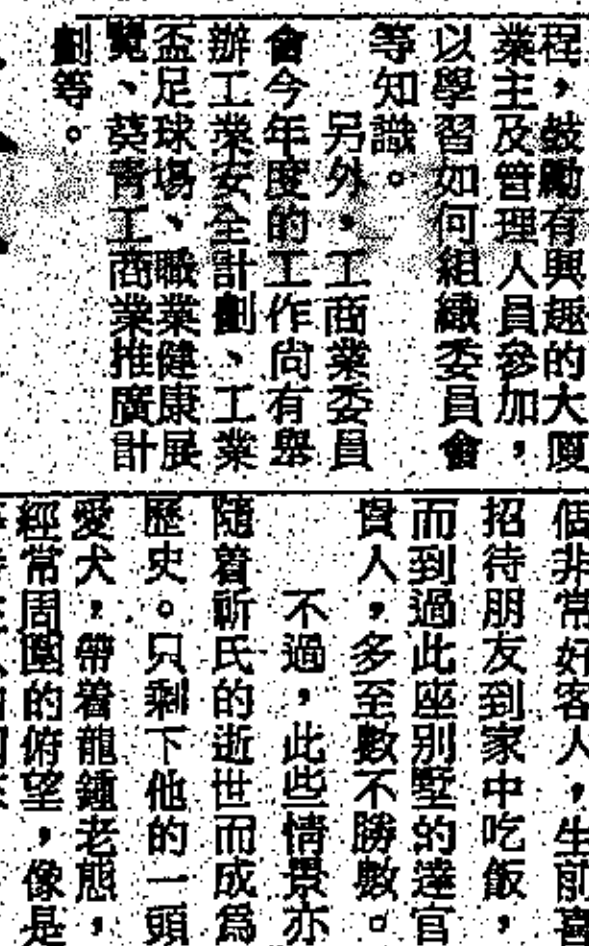 程，鼓勵有興趣的大厦
業主及管理人員參加，
以學習如何組織委員會
等知識。
另外，工商業委員
會今年度的工作尚有舉
辦工業安全計劃、工業
盃足球場、職業健康展
覽、葵青工商業推廣計
劃等。
個非常好客人，生前喜
招待朋友到家中吃飯，
而到過此座別墅的達官
貴人，多至數不勝數。
不過，此些情景亦
隨着祈氏的逝世而成爲
歷史。只剩下他的一頭
愛犬，帶着龍鍾老態，
經常周圍的俯望，像是